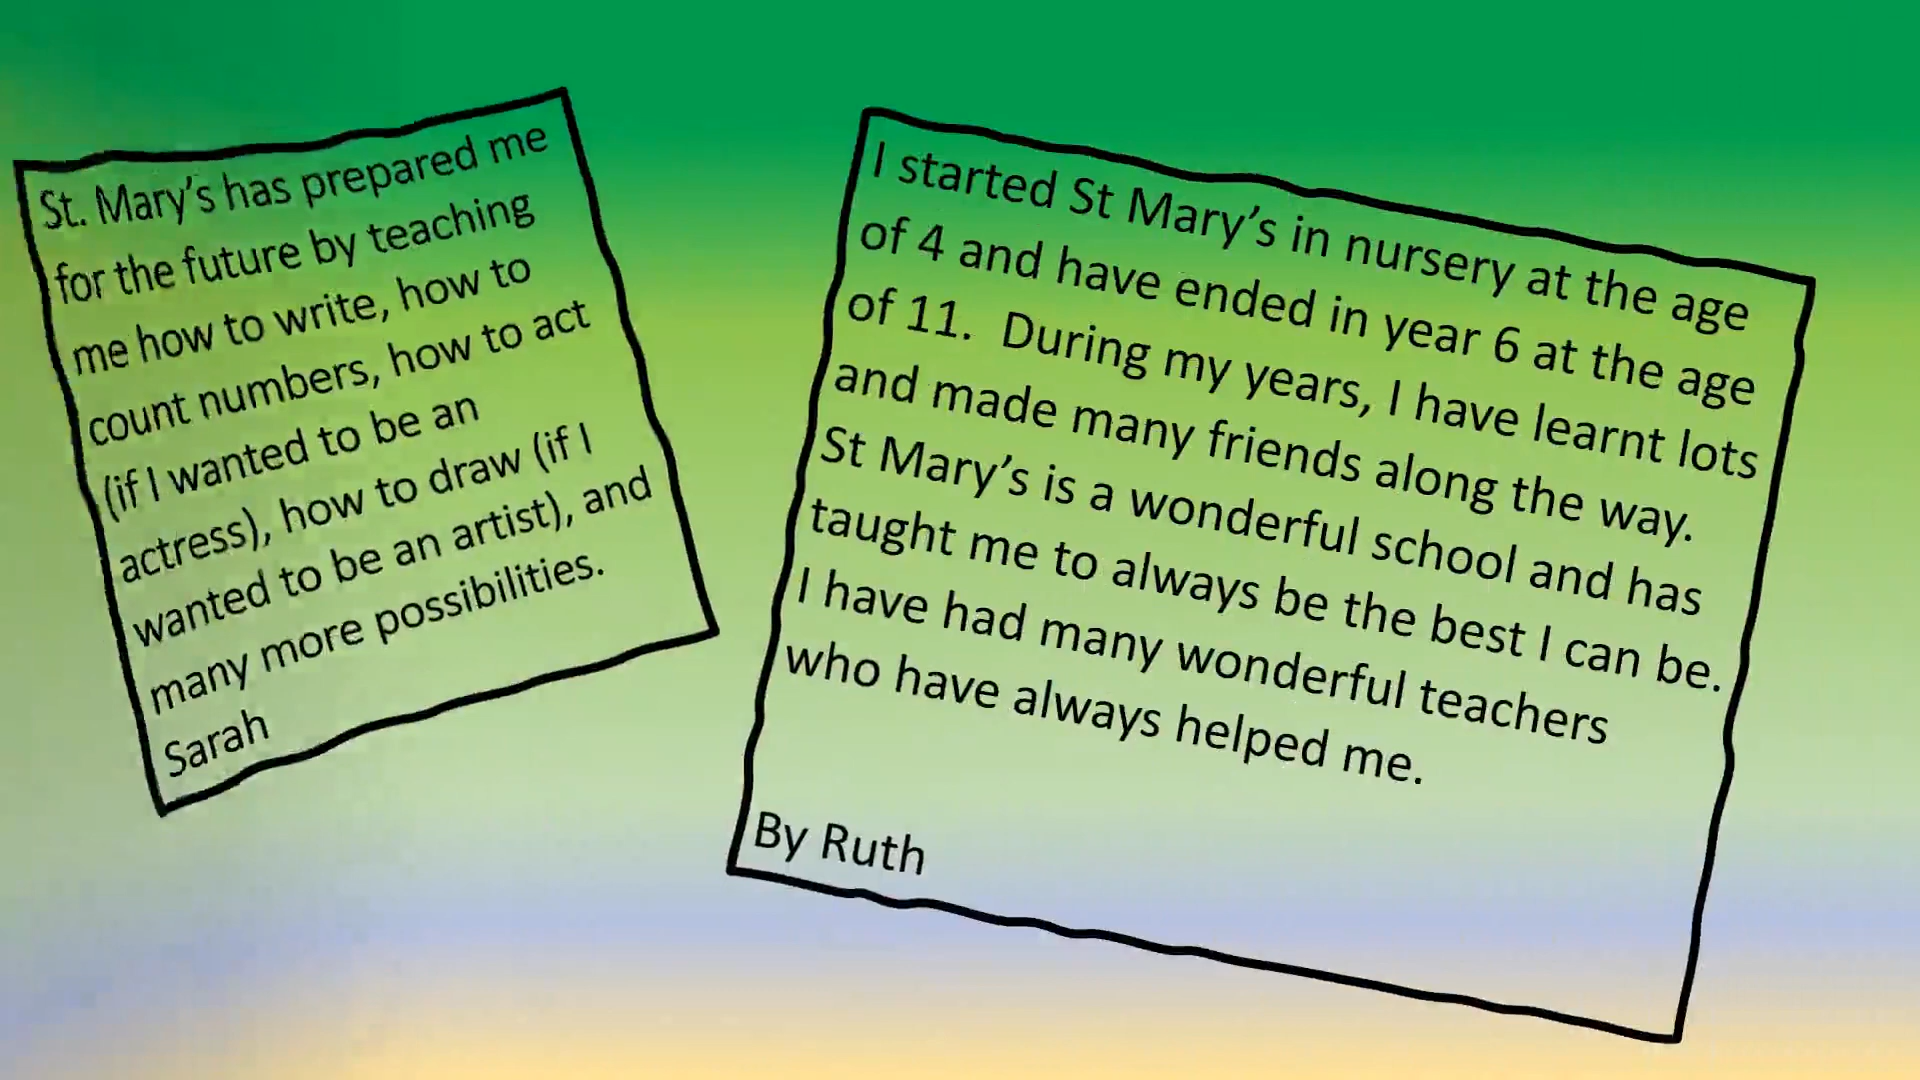 St. Mary’s has prepared me
for the future by teaching
me how to write, how to
count numbers, how to act
(if I wanted to be an
actress), how to draw (if I
wanted to be an artist), and
many more possibilities.
Sarah
I started St Mary’s in nursery at the age
of 4 and have ended in year 6 at the age
of 11. During my years, I have learnt lots
and made many friends along the way.
St Mary’s is a wonderful school and has
taught me to always be the best I can be.
I have had many wonderful teachers
who have always helped me.
By Ruth